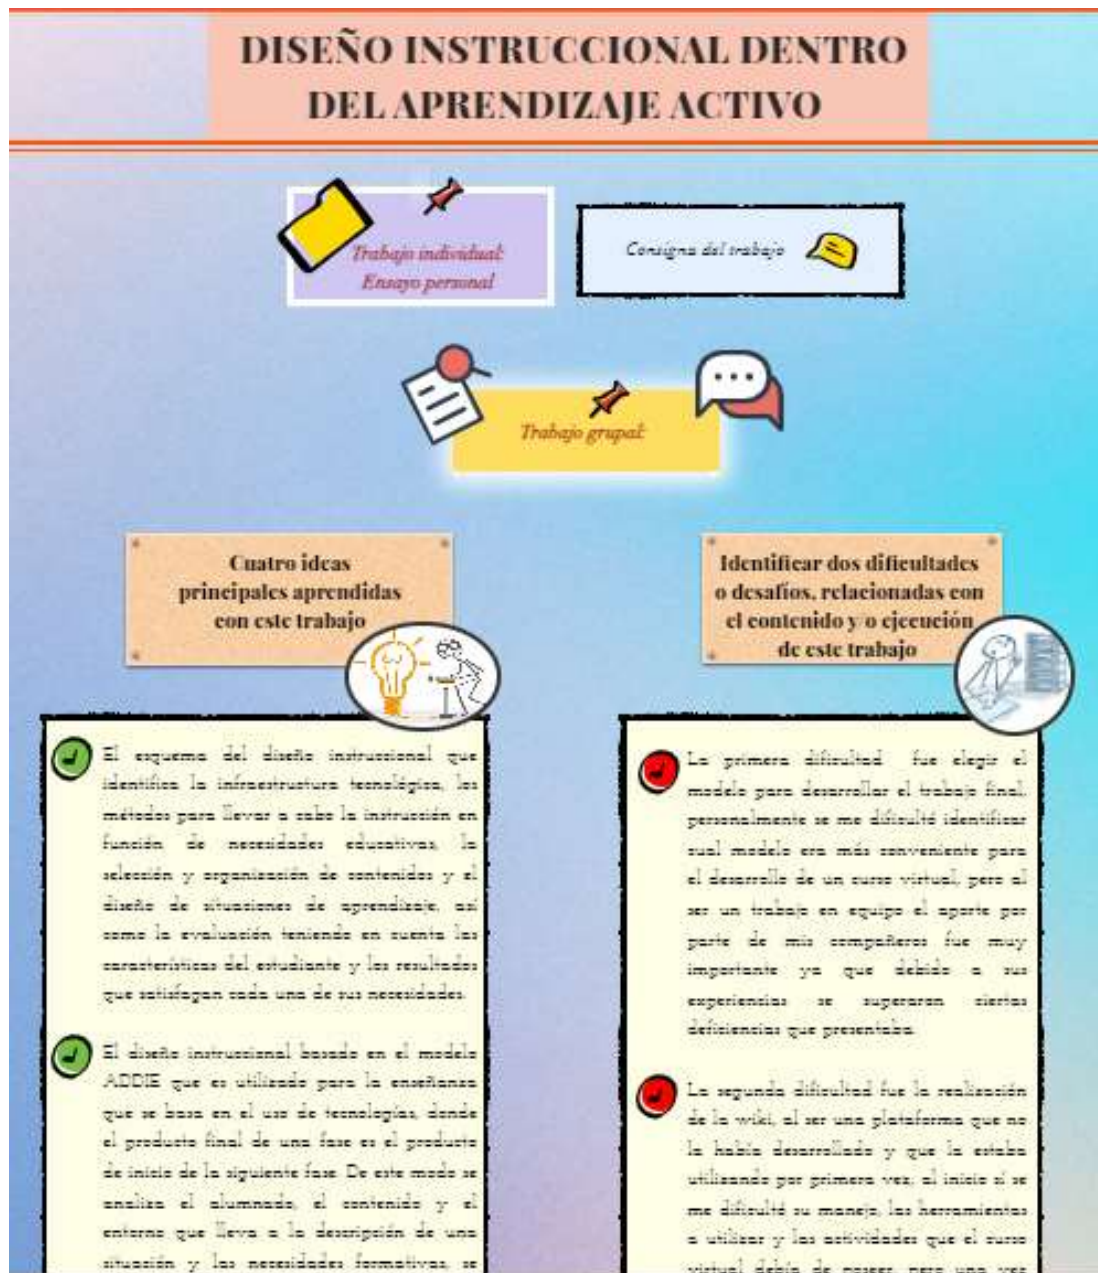 DISEÑO INSTRUCCIONAL DENTRO
DEL APRENDIZAJE ACTIVO
Trabajo individual:
Ensayo personal
Consigna del trabajo
Trabajo grupal:
Cuatro ideas
principales aprendidas
con este trabajo
Identificar dos dificultades
o desafíos, relacionadas con
el contenido y/o ejecución
de este trabajo
El esquema del diseño instruccional que
identifica la infraestructura tecnológica, los
métodos para llevar a cabo la instrucción en
función de necesidades educativas, la
selección y organización de contenidos y el
diseño de situaciones de aprendizaje, así
como la evaluación teniendo en cuenta las
características del estudiante y los resultados
que satisfagan cada una de sus necesidades.
El diseño instruccional basado en el modelo
ADDIE que es utilizado para la enseñanza
que se basa en el uso de tecnologías, donde
el producto final de una fase es el producto
de inicio de la siguiente fase. De este modo se
analiza el alumnado, el contenido y el
entorno que lleva a la descripción de una
situación y las necesidades formativas, se
La primera dificultad fue elegir el
modelo para desarrollar el trabajo final,
personalmente se me dificultó identificar
cual modelo era más conveniente para
el desarrollo de un curso virtual, pero al
ser un trabajo en equipo el aporte por
parte de mis compañeros fue muy
importante ya que debido a sus
experiencias se superaron ciertas
deficiencias que presentaba.
La segunda dificultad fue la realización
de la wiki, al ser una plataforma que no
la había desarrollado y que la estaba
utilizando por primera vez, al inicio si se
me dificultó su manejo, las herramientas
a utilizar y las actividades que el curso
virtual debía de poseer, pero una vez